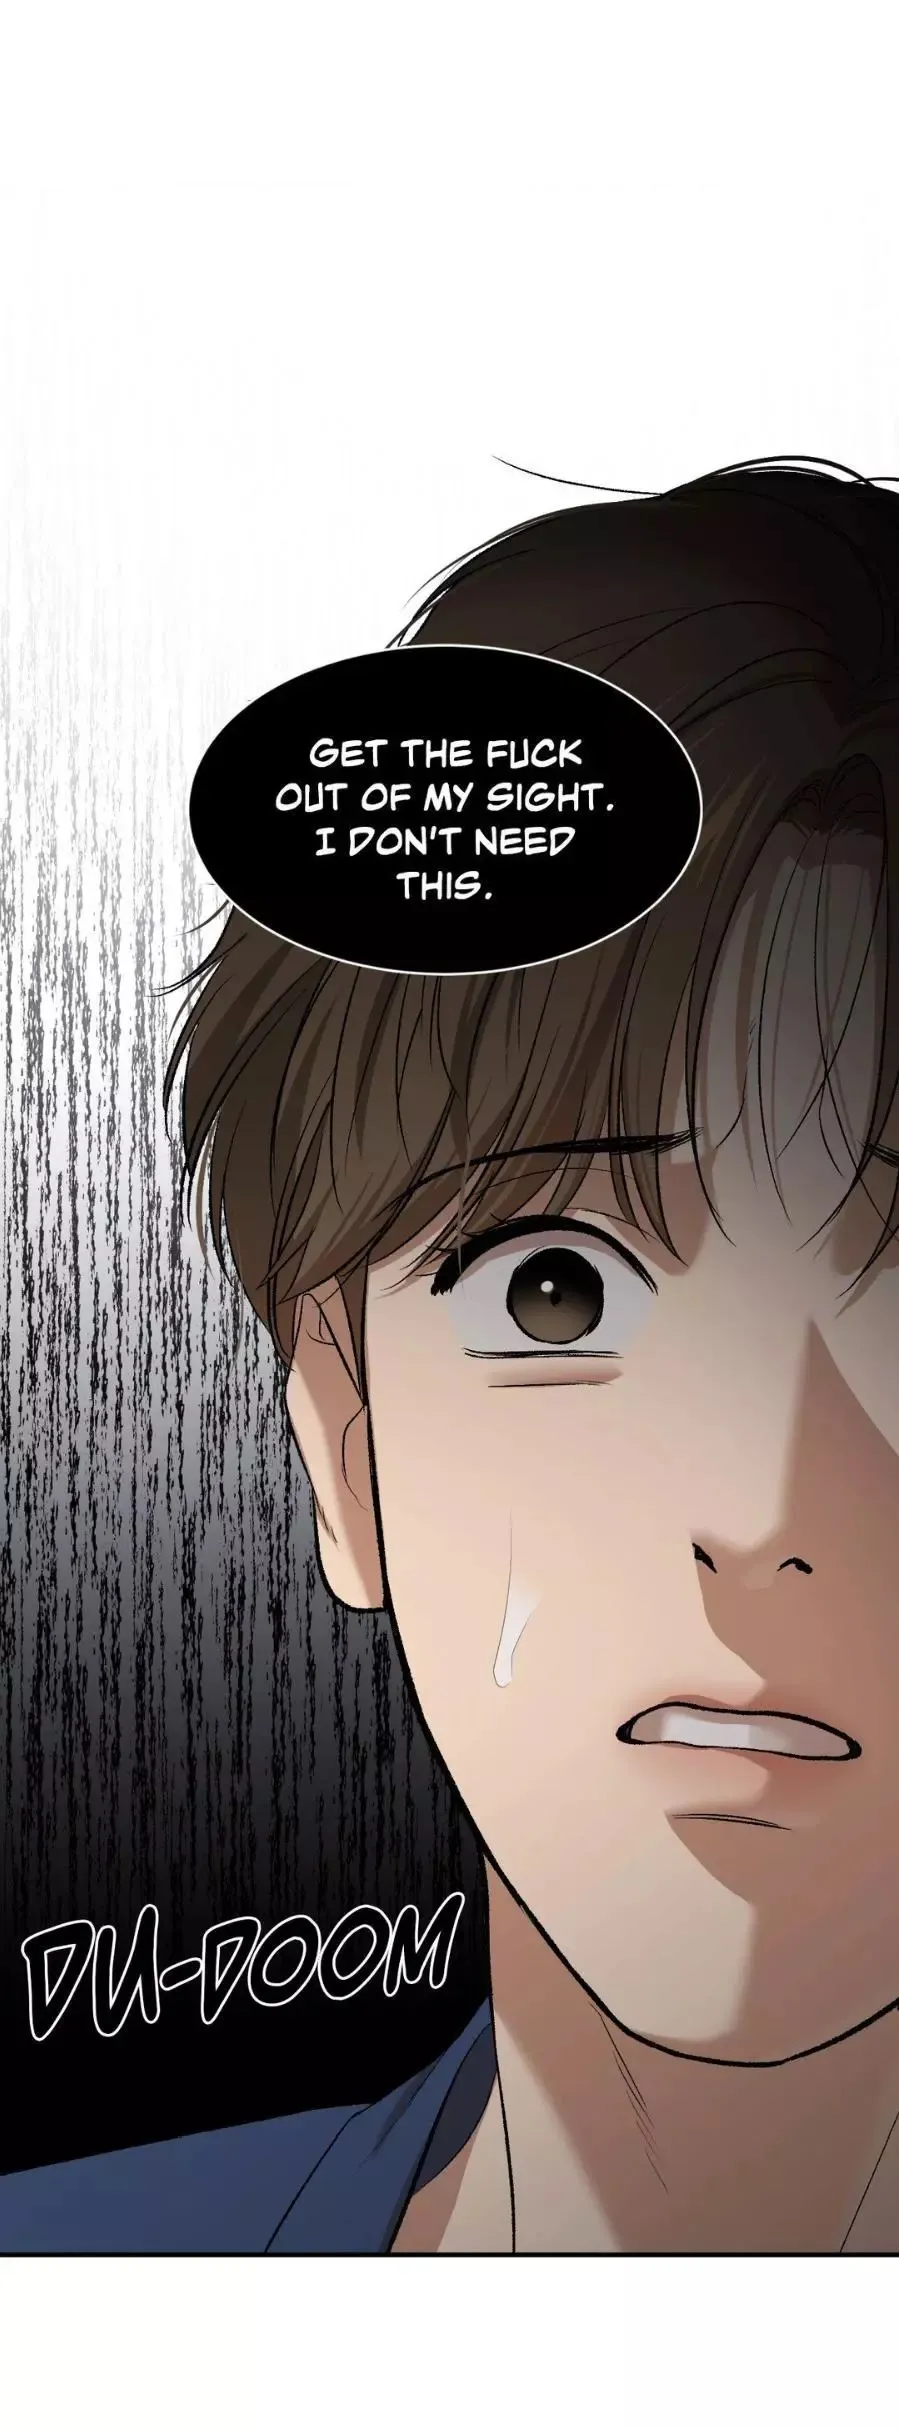 GET THE FUCK
OUT OF MY SIGHT.
I DON'T NEED
THIS.
DU-DOOM